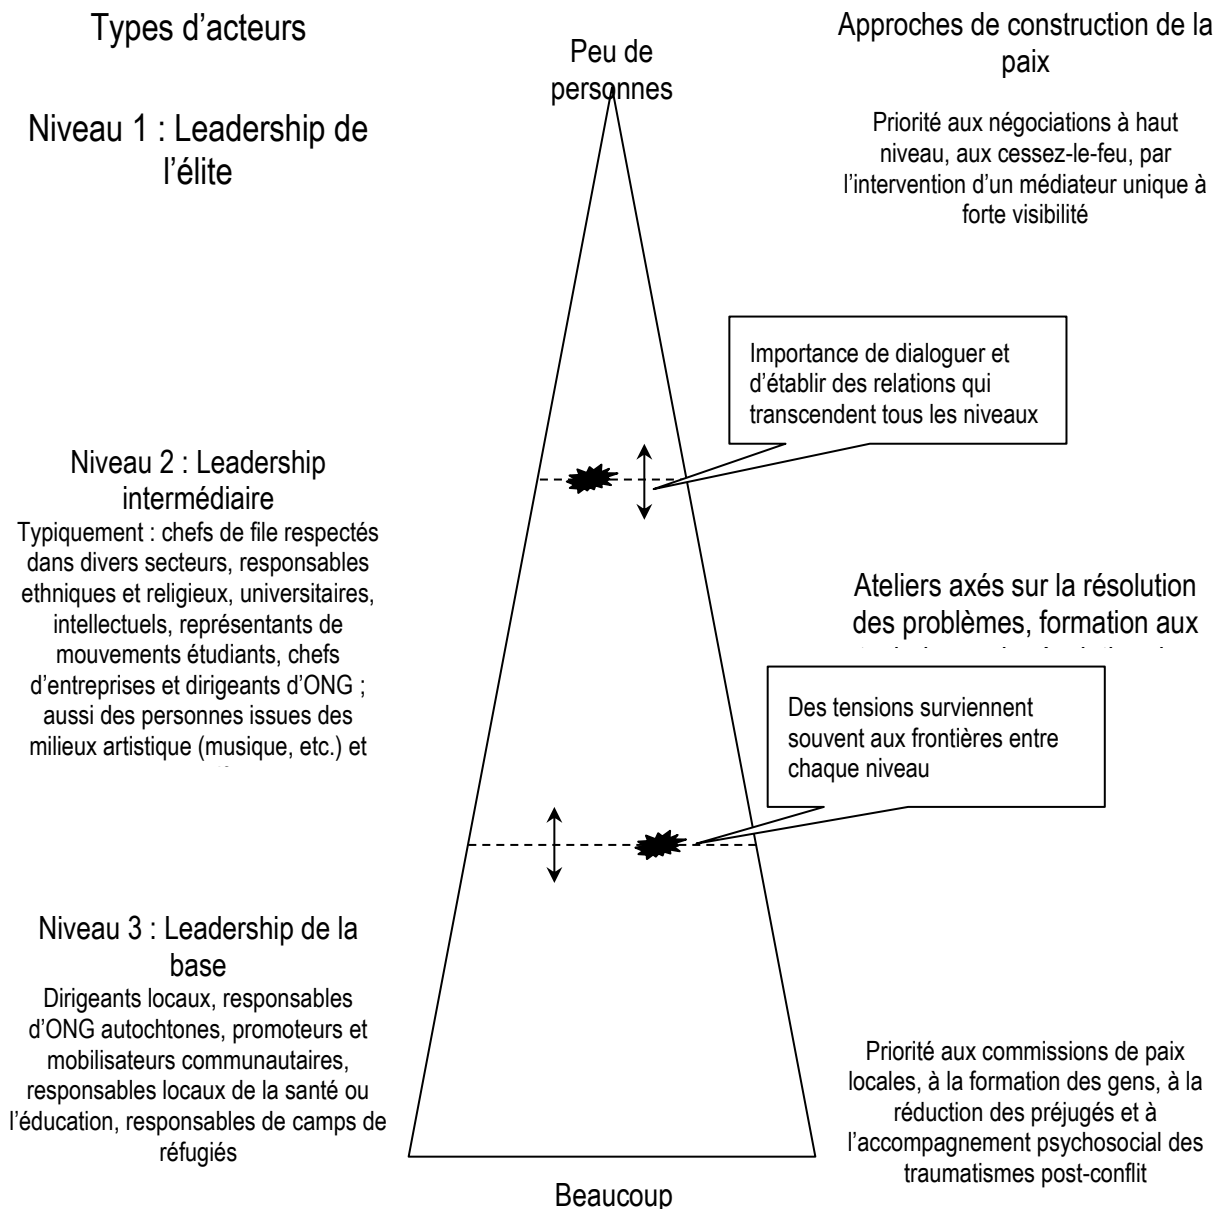 Types d’acteurs
Niveau 1 : Leadership de
l’élite
Peu de
personnes
Approches de construction de la
paix
Priorité aux négociations à haut
niveau, aux cessez-le-feu, par
l’intervention d’un médiateur unique à
forte visibilité
Importance de dialoguer et
d’établir des relations qui
transcendent tous les niveaux
Niveau 2 : Leadership
intermédiaire
Typiquement : chefs de file respectés
dans divers secteurs, responsables
ethniques et religieux, universitaires,
intellectuels, représentants de
mouvements étudiants, chefs
d’entreprises et dirigeants d’ONG ;
aussi des personnes issues des
milieux artistique (musique, etc.) et
Ateliers axés sur la résolution
des problèmes, formation aux
Des tensions surviennent
souvent aux frontières entre
chaque niveau
Niveau 3 : Leadership de la
base
Dirigeants locaux, responsables
d’ONG autochtones, promoteurs et
mobilisateurs communautaires,
responsables locaux de la santé ou
l’éducation, responsables de camps de
réfugiés
Priorité aux commissions de paix
locales, à la formation des gens, à la
réduction des préjugés et à
l’accompagnement psychosocial des
traumatismes post-conflit
Beaucoup